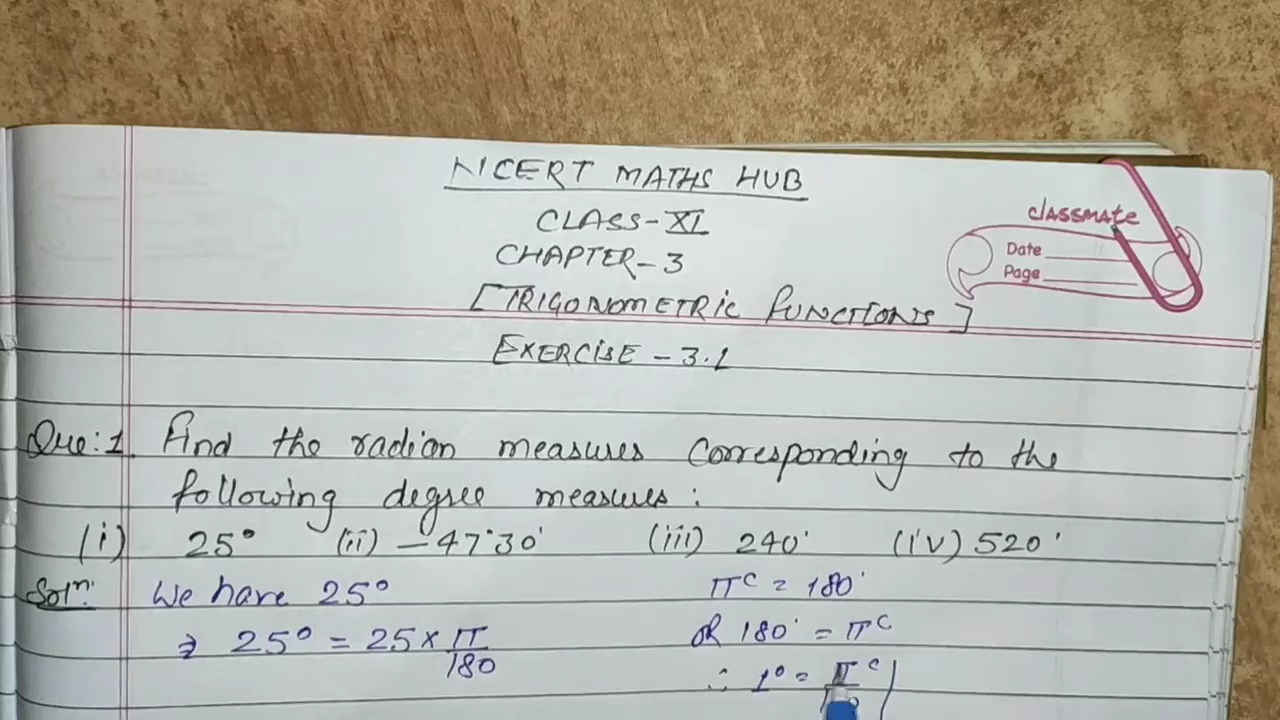 NCERT MATHS HUB
CLASS-XI
CHAPTER-3
[TRIGONOMETRIC FUNCTIONS]
EXERCISE-3.1
classmate
Date
Page
Que:1. Find the radian measures corresponding to the
following degree measures:
(i) 25° (ii) -47°30' (iii) 240° (iv) 520°
Solⁿ: We have 25°
⇒ 25° = 25 × π/180
πᶜ = 180°
or 180° = πᶜ
∴ 1° = πᶜ